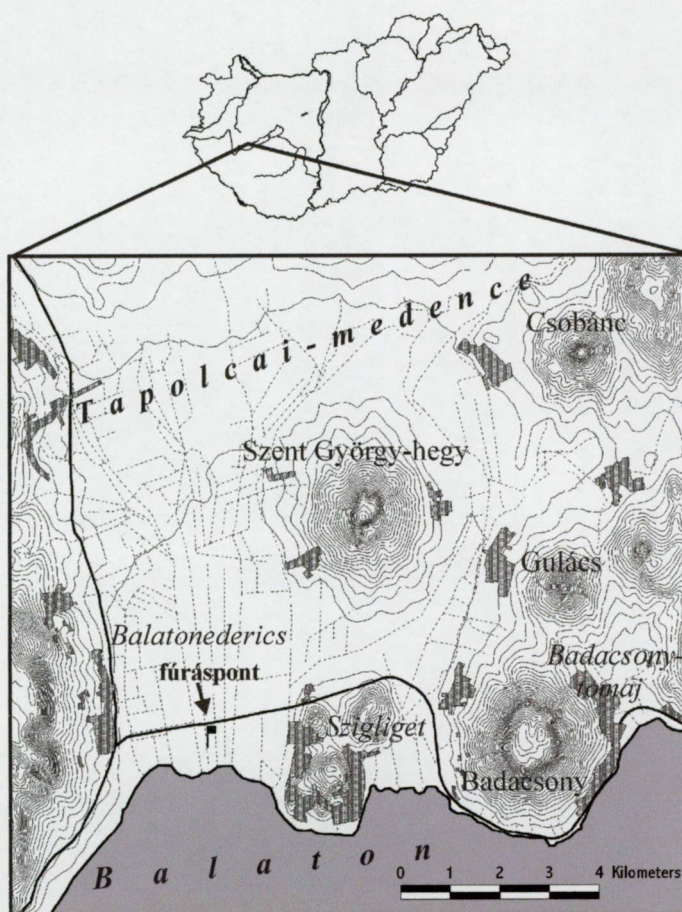 Tapolcai-medence
Csobánc
Szent György-hegy
Gulács
Balatonederics
fúráspont
Badacsony-
tomaj
Szigliget
Badacsony
Balaton
0 1 2 3 4 Kilometers